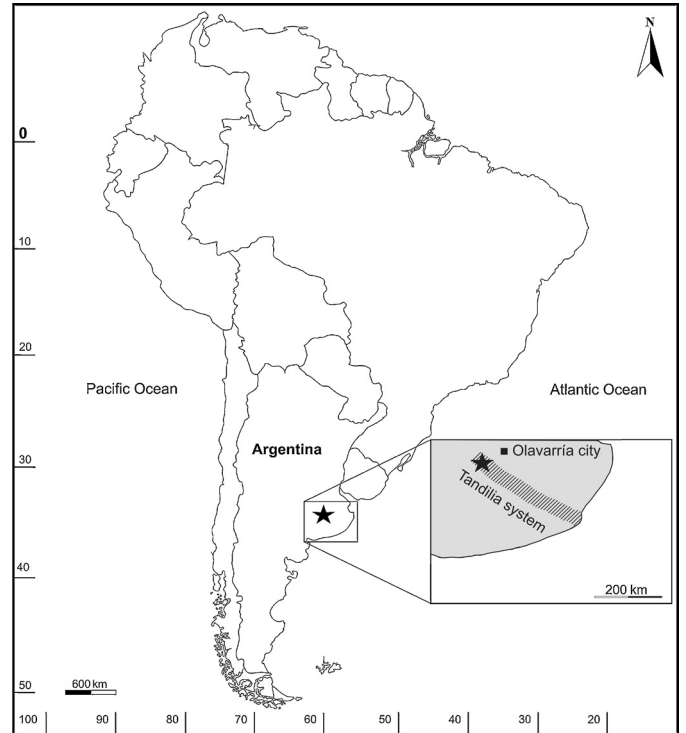 N
0
10
20
Pacific Ocean
Atlantic Ocean
Argentina
30
Olavarría city
Tandilia system
200 km
40
600 km
50
100 90 80 70 60 50 40 30 20